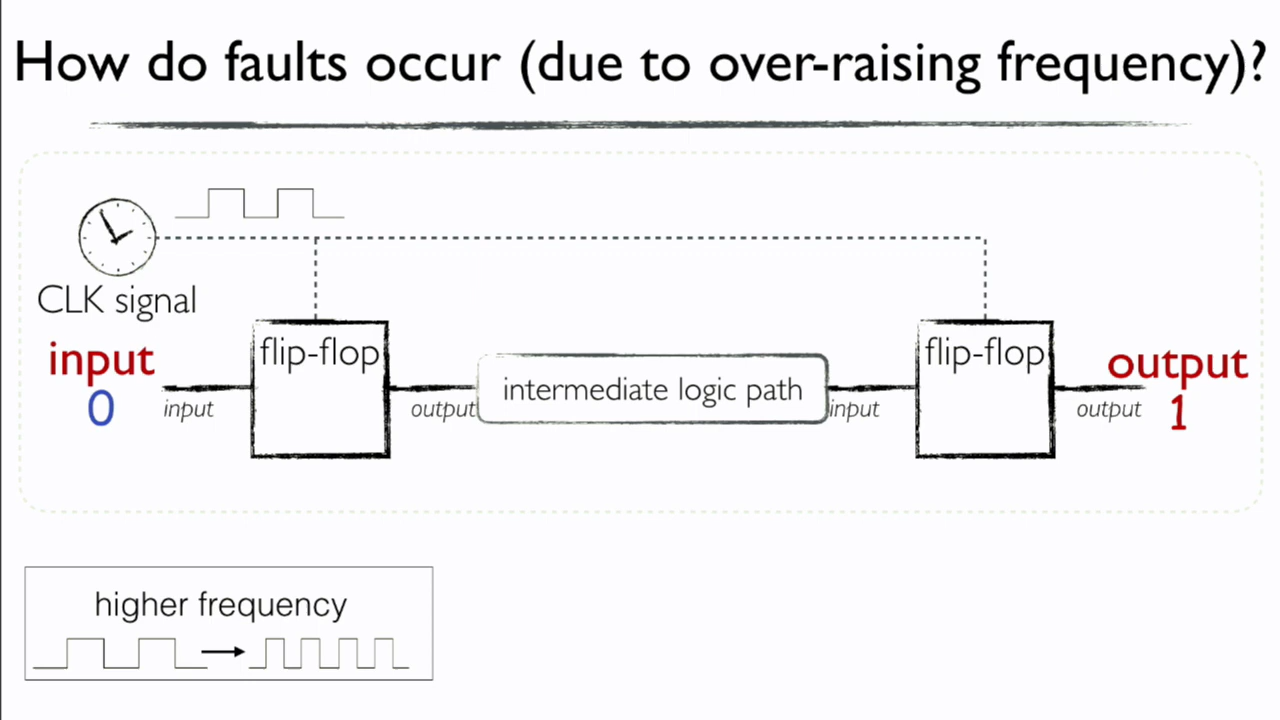 How do faults occur (due to over-raising frequency)?
CLK signal
input
0
input
flip-flop
output
intermediate logic path
input
flip-flop
output
output
1
higher frequency